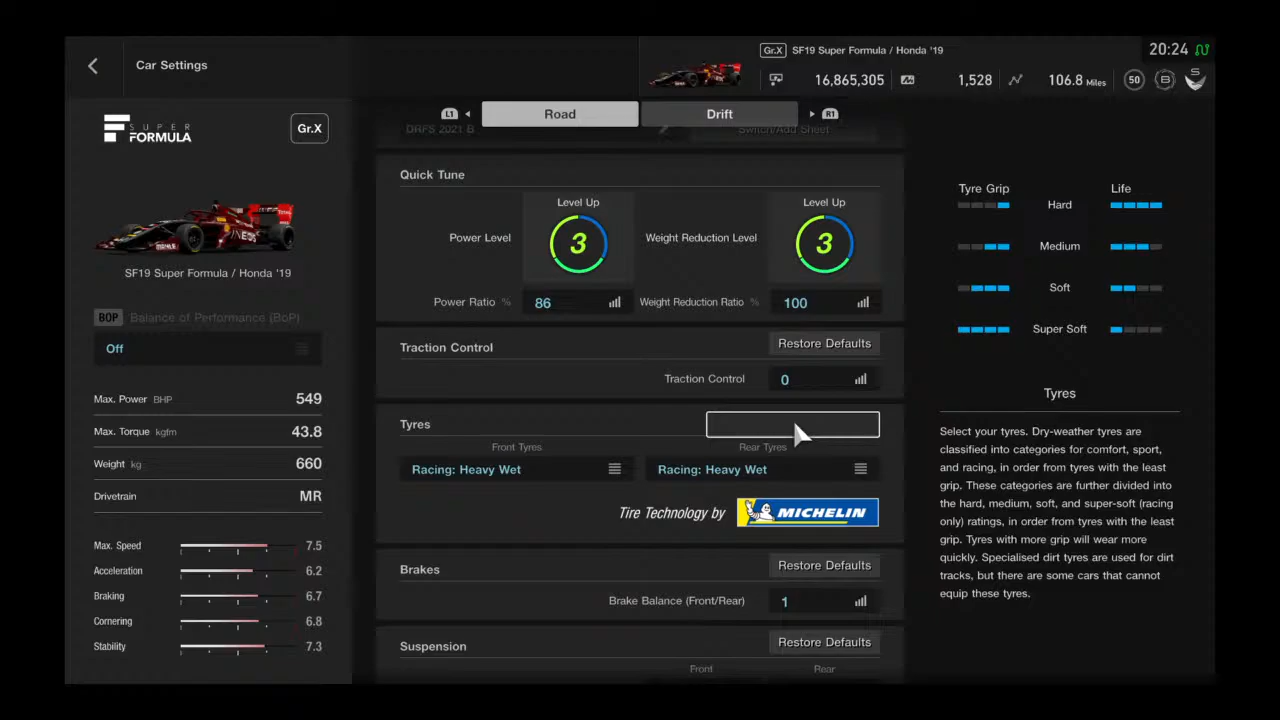 Car Settings
Gr.X SF19 Super Formula / Honda '19
20:24
16,865,305
1,528
106.8 Miles
50
B
S
SUPER
FORMULA
Gr.X
SF19 Super Formula / Honda '19
BOP Balance of Performance (BoP)
Off
Max. Power BHP 549
Max. Torque kgfm 43.8
Weight kg 660
Drivetrain MR
Max. Speed 7.5
Acceleration 6.2
Braking 6.7
Cornering 6.8
Stability 7.3
L1 Road Drift R1
DRFS 2021 B Switch/Add Sheet
Quick Tune
Level Up Level Up
Power Level 3 Weight Reduction Level 3
Power Ratio % 86 Weight Reduction Ratio % 100
Traction Control Restore Defaults
Traction Control 0
Tyres
Front Tyres Rear Tyres
Racing: Heavy Wet Racing: Heavy Wet
Tire Technology by MICHELIN
Brakes Restore Defaults
Brake Balance (Front/Rear) 1
Suspension Restore Defaults
Front Rear
Tyre Grip Life
Hard
Medium
Soft
Super Soft
Tyres
Select your tyres. Dry-weather tyres are
classified into categories for comfort, sport,
and racing, in order from tyres with the least
grip. These categories are further divided into
the hard, medium, soft, and super-soft (racing
only) ratings, in order from tyres with the least
grip. Tyres with more grip will wear more
quickly. Specialised dirt tyres are used for dirt
tracks, but there are some cars that cannot
equip these tyres.